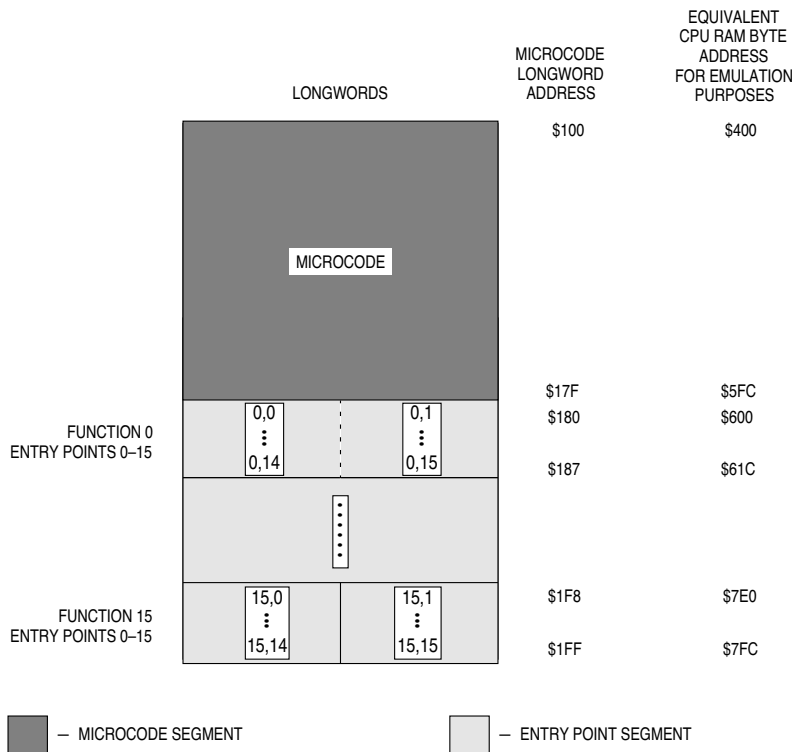 LONGWORDS
MICROCODE
LONGWORD
ADDRESS
EQUIVALENT
CPU RAM BYTE
ADDRESS
FOR EMULATION
PURPOSES
$100 $400
MICROCODE
$17F $5FC
FUNCTION 0
ENTRY POINTS 0–15
0,0 0,1 $180 $600
0,14 0,15 $187 $61C
FUNCTION 15
ENTRY POINTS 0–15
15,0 15,1 $1F8 $7E0
15,14 15,15 $1FF $7FC
– MICROCODE SEGMENT
– ENTRY POINT SEGMENT